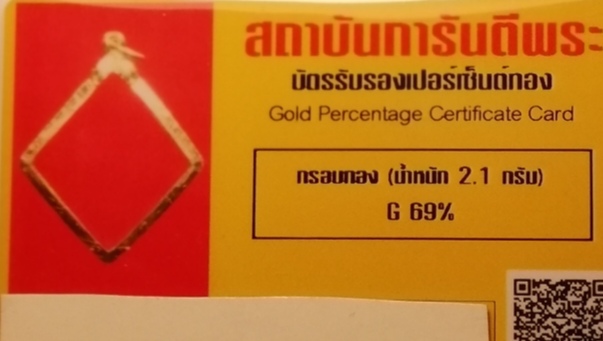 สถาบันการันตีพระ
บัตรรับรองเปอร์เซ็นต์ทอง
Gold Percentage Certificate Card
กรอบทอง (น้ำหนัก 2.1 กรัม)
G 69%